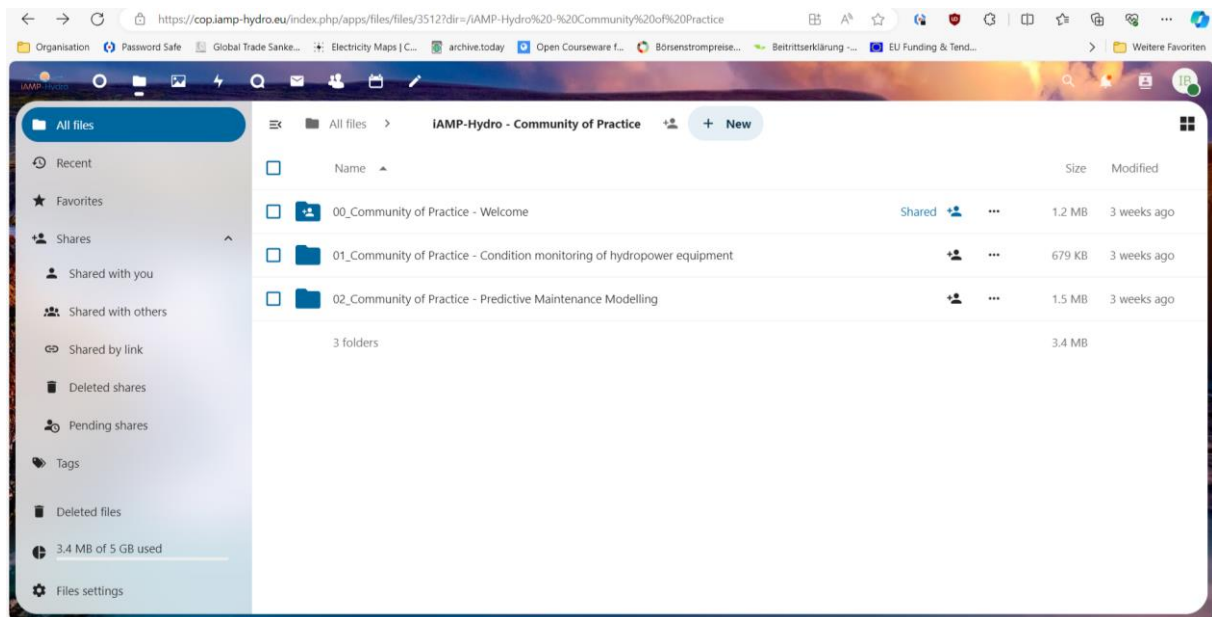 https://cop.iamp-hydro.eu/index.php/apps/files/files/3512?dir=/iAMP-Hydro%20-%20Community%20of%20Practice
Organisation Password Safe Global Trade Sanke... Electricity Maps | C... archive.today Open Courseware f... Börsenstrompreise... Beitrittserklärung -... EU Funding & Tend... Weitere Favoriten
iAMP-Hydro IR
All files
Recent
Favorites
Shares
Shared with you
Shared with others
Shared by link
Deleted shares
Pending shares
Tags
Deleted files
3.4 MB of 5 GB used
Files settings
All files > iAMP-Hydro - Community of Practice + New
Name Size Modified
00_Community of Practice - Welcome Shared ... 1.2 MB 3 weeks ago
01_Community of Practice - Condition monitoring of hydropower equipment ... 679 KB 3 weeks ago
02_Community of Practice - Predictive Maintenance Modelling ... 1.5 MB 3 weeks ago
3 folders 3.4 MB